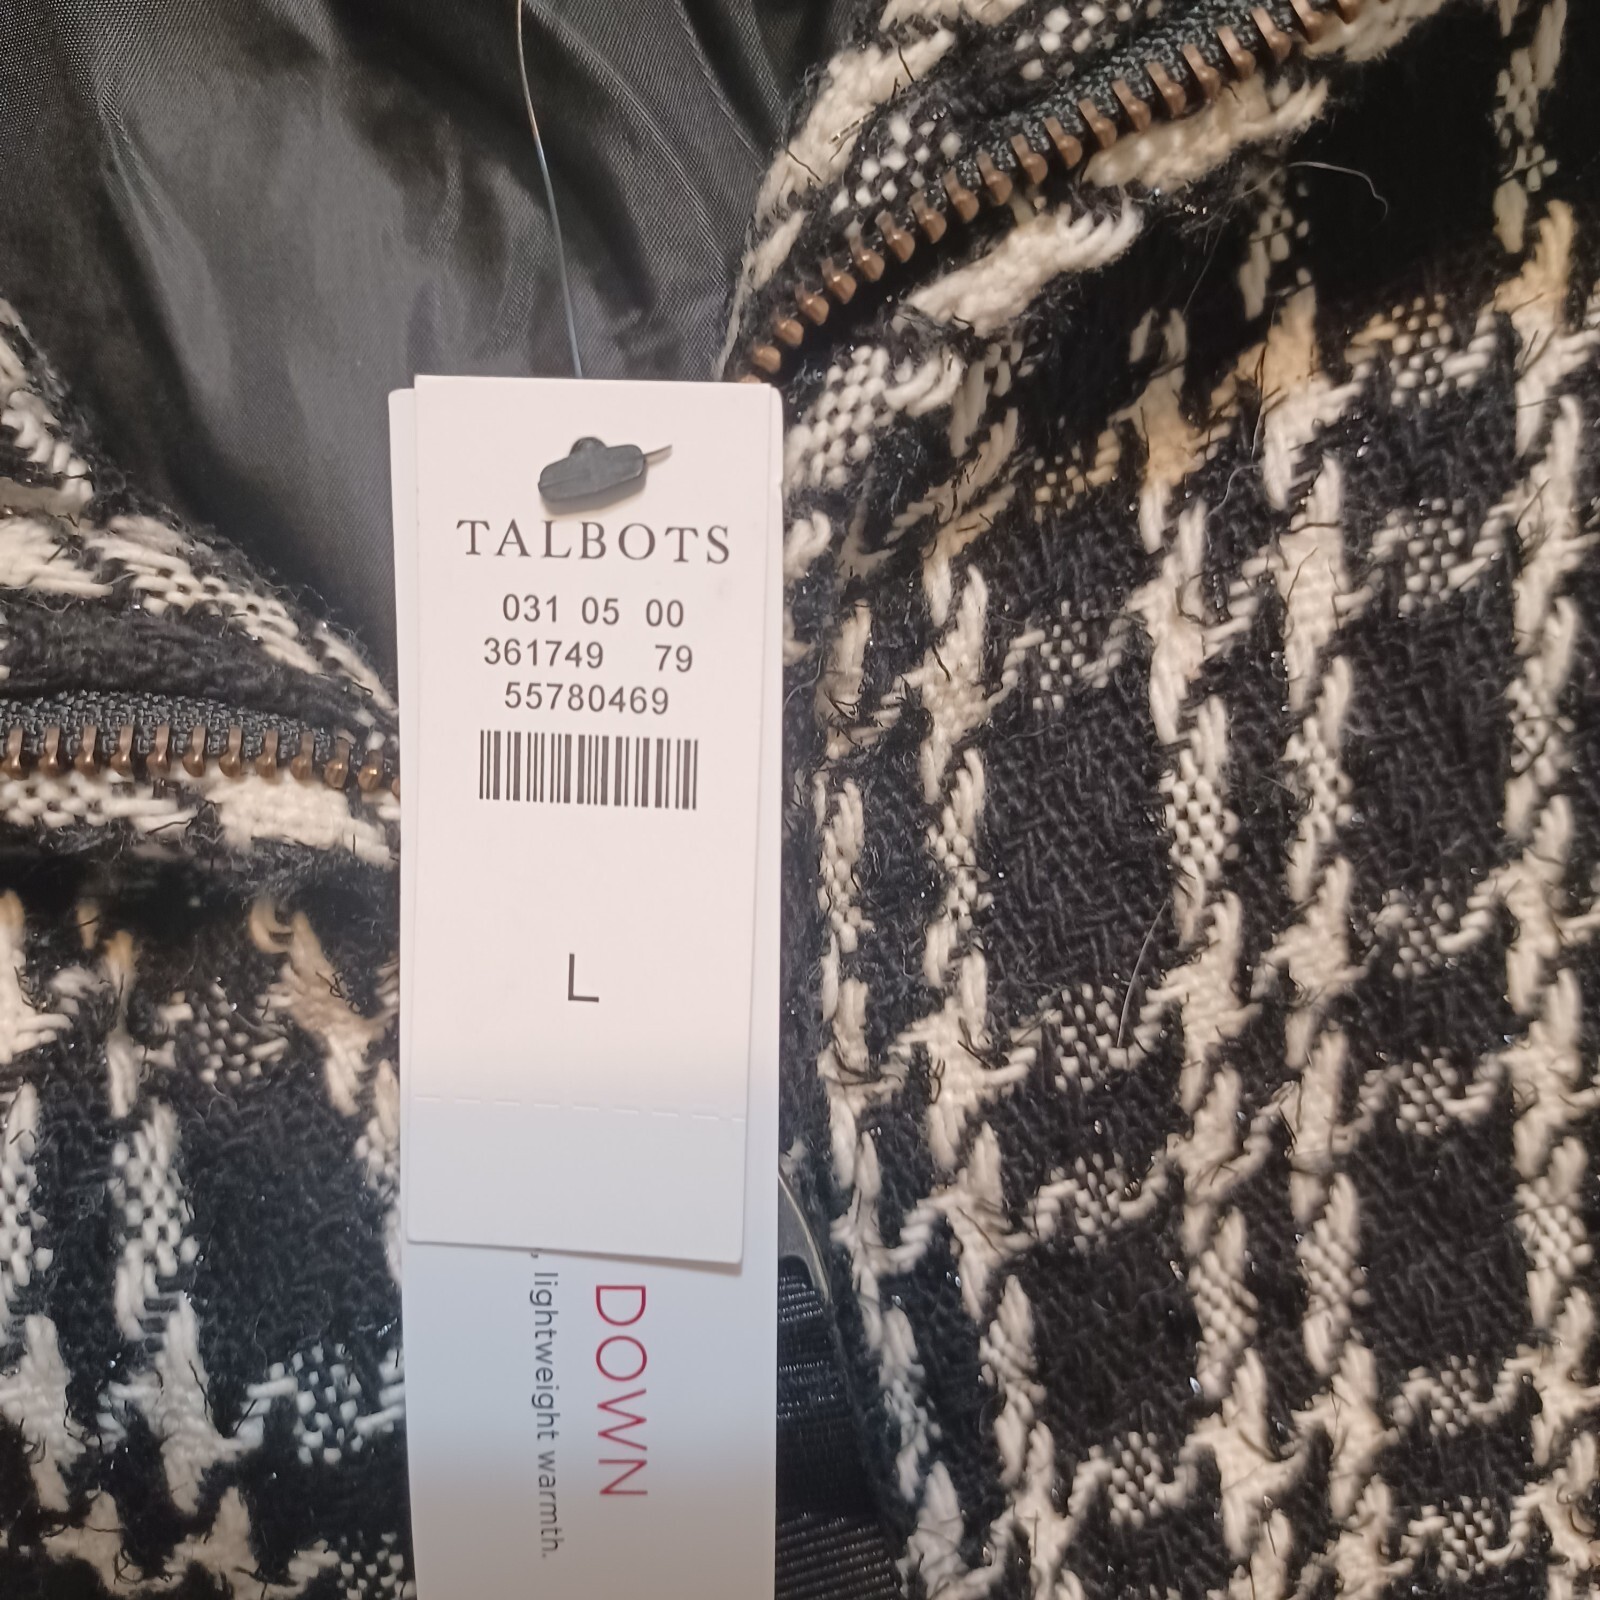 TALBOTS
031 05 00
361749 79
55780469
L
DOWN
, lightweight warmth.